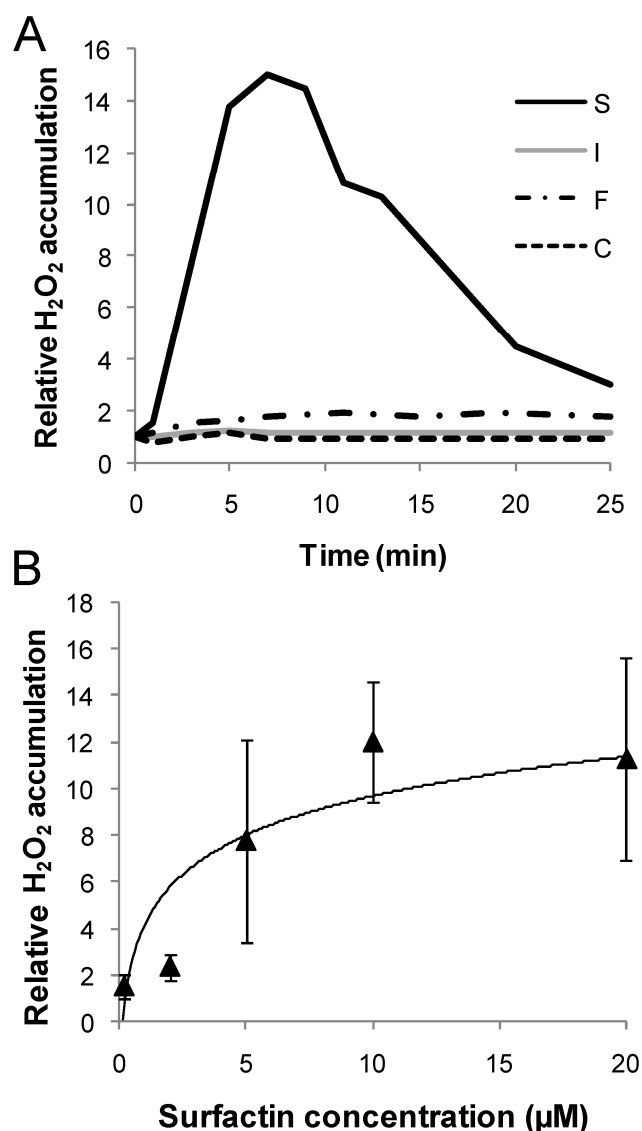 A
Relative H₂O₂ accumulation
16
14
12
10
8
6
4
2
0
S
I
F
C
0 5 10 15 20 25
Time (min)
B
Relative H₂O₂ accumulation
18
16
14
12
10
8
6
4
2
0
0 5 10 15 20
Surfactin concentration (µM)